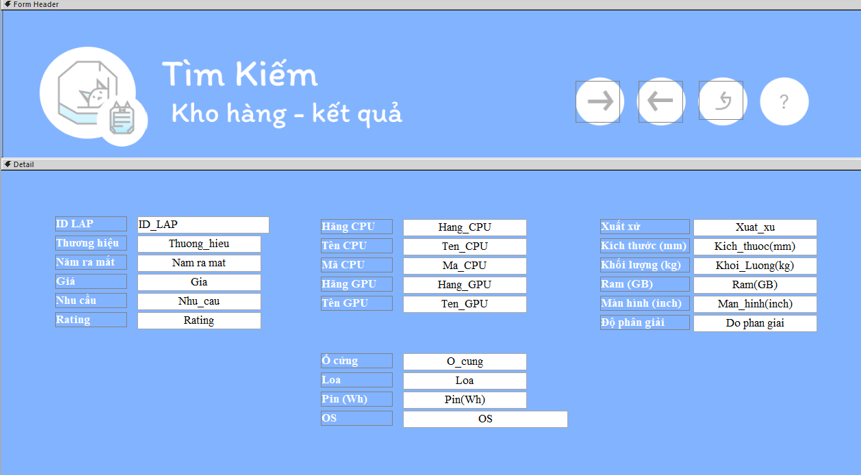 Form Header
Tìm Kiếm
Kho hàng - kết quả
?
Detail
ID LAP ID_LAP
Thương hiệu Thuong_hieu
Năm ra mắt Nam ra mat
Giá Gia
Nhu cầu Nhu_cau
Rating Rating
Hãng CPU Hang_CPU
Tên CPU Ten_CPU
Mã CPU Ma_CPU
Hãng GPU Hang_GPU
Tên GPU Ten_GPU
Xuất xứ Xuat_xu
Kích thước (mm) Kich_thuoc(mm)
Khối lượng (kg) Khoi_Luong(kg)
Ram (GB) Ram(GB)
Màn hình (inch) Man_hinh(inch)
Độ phân giải Do phan giai
Ổ cứng O_cung
Loa Loa
Pin (Wh) Pin(Wh)
OS OS